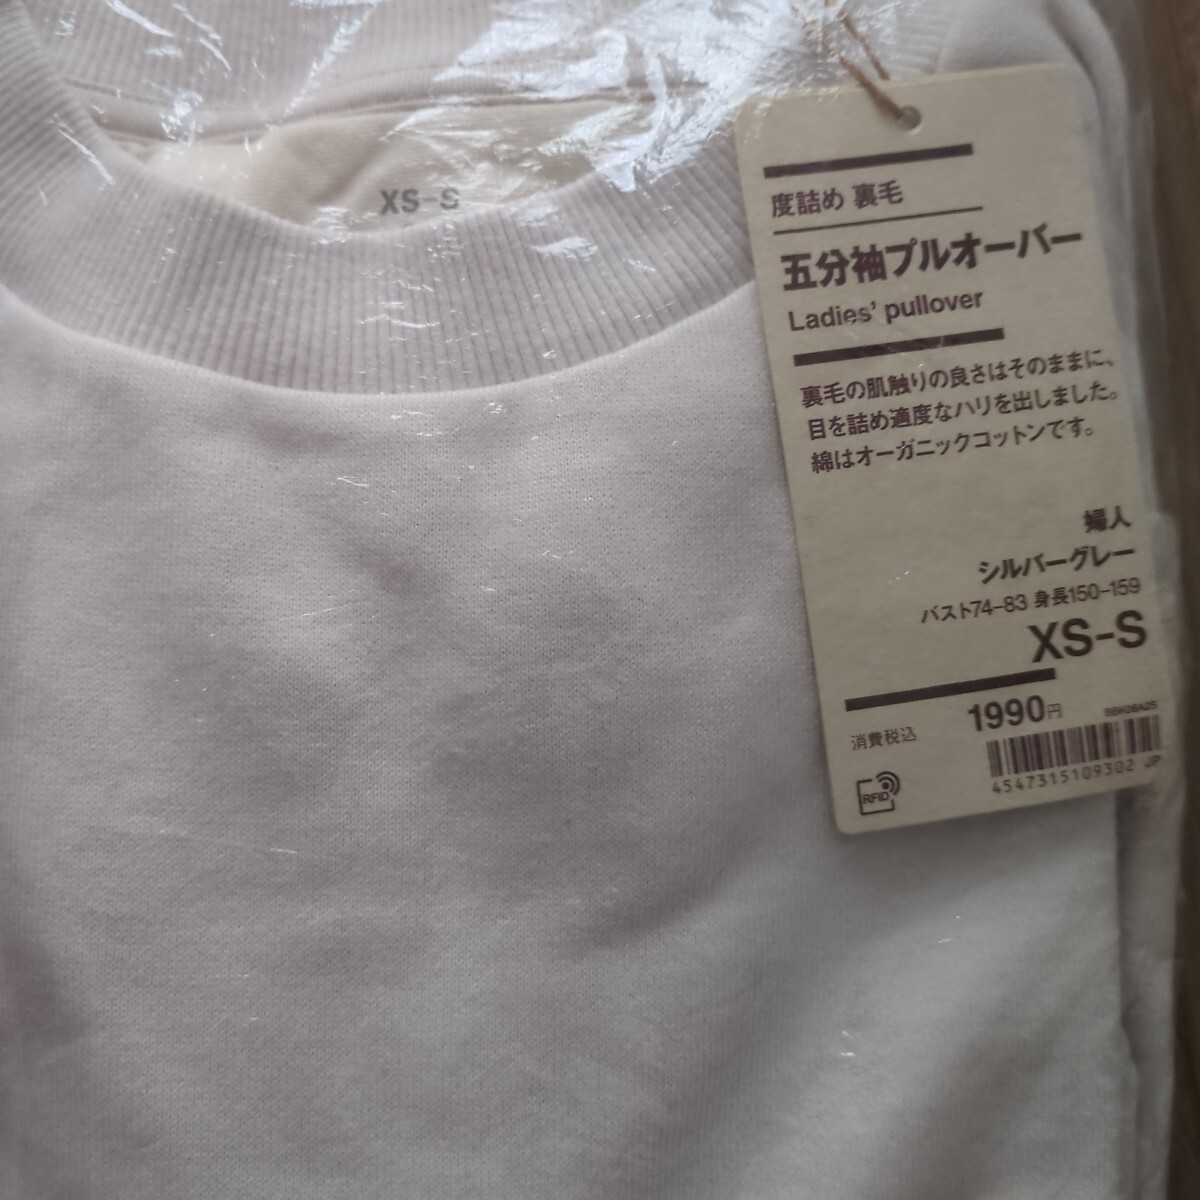 XS-S
度詰め 裏毛
五分袖プルオーバー
Ladies' pullover
裏毛の肌触りの良さはそのままに、
目を詰め適度なハリを出しました。
綿はオーガニックコットンです。
婦人
シルバーグレー
バスト74-83 身長150-159
XS-S
消費税込 1990円
RFID
4547315109302 JP